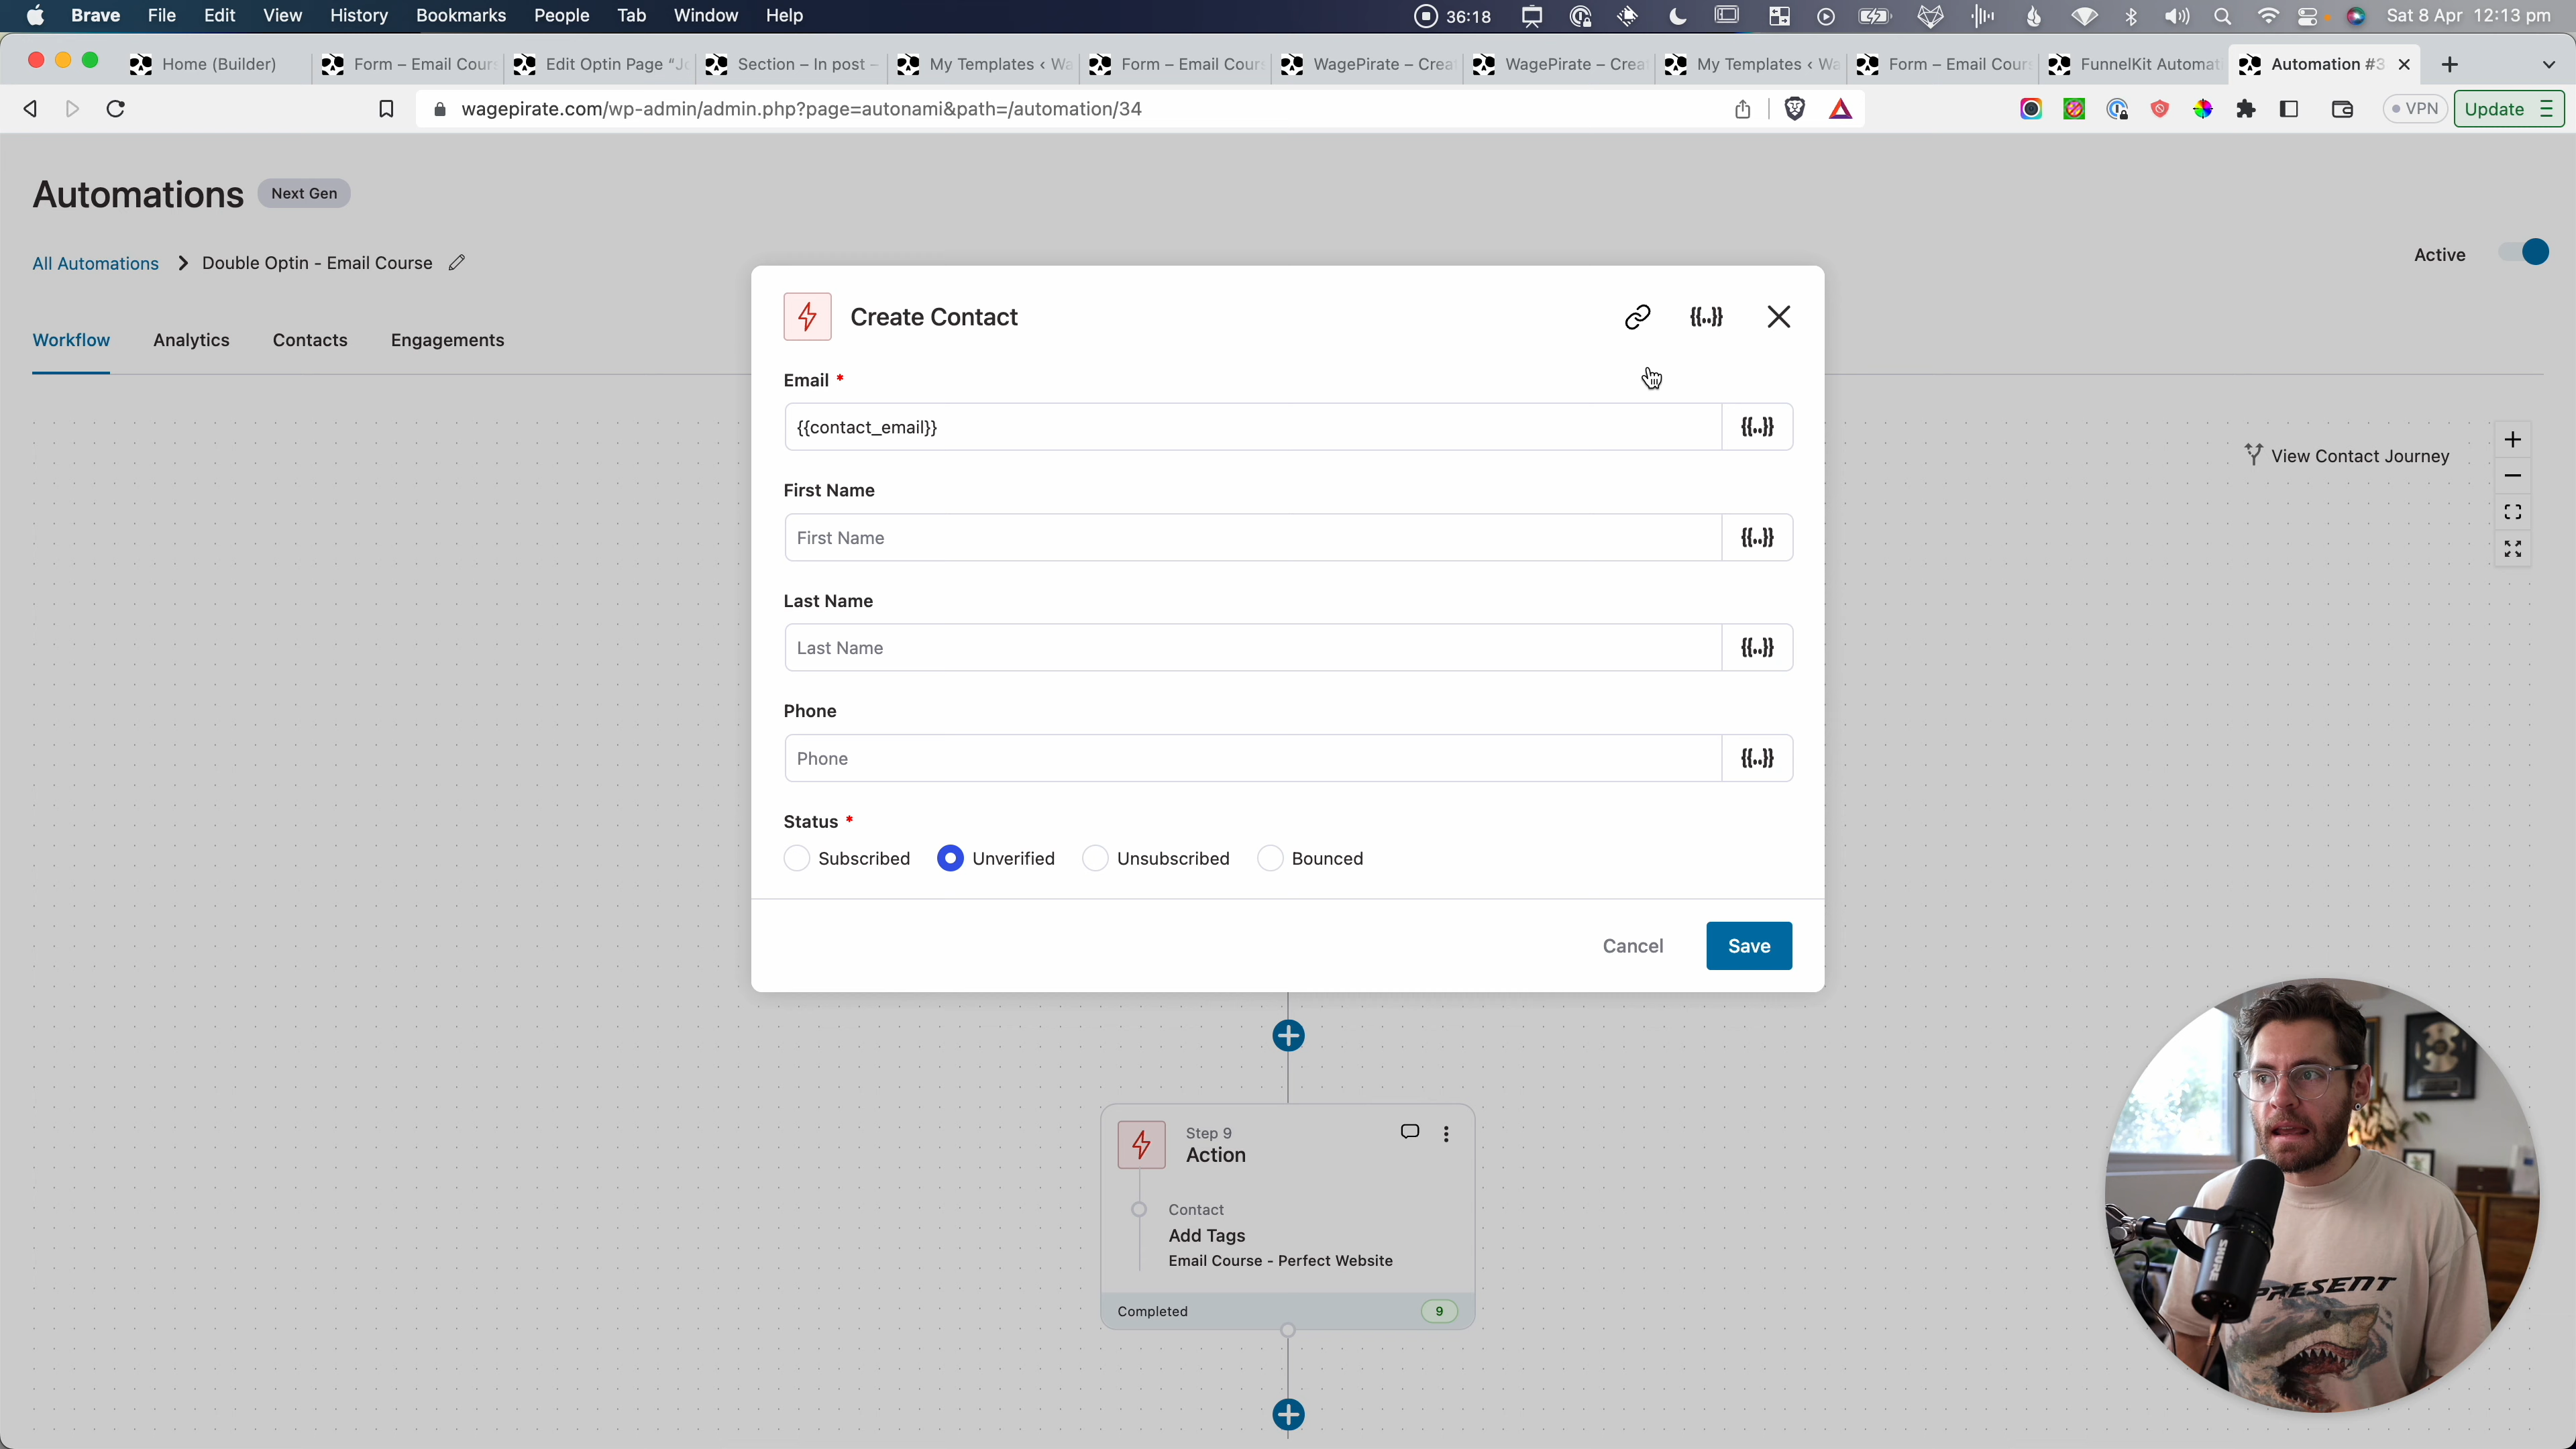 Brave File Edit View History Bookmarks People Tab Window Help 36:18 Sat 8 Apr 12:13 pm
Home (Builder) Form – Email Cour Edit Optin Page "Jo Section – In post – My Templates ‹ Wa Form – Email Cour WagePirate – Crea WagePirate – Crea My Templates ‹ Wa Form – Email Cour FunnelKit Automat Automation #3
wagepirate.com/wp-admin/admin.php?page=autonami&path=/automation/34 VPN Update
Automations Next Gen
All Automations Double Optin - Email Course Active
Workflow Analytics Contacts Engagements
View Contact Journey
Create Contact {{..}}
Email *
{{contact_email}} {{..}}
First Name
First Name {{..}}
Last Name
Last Name {{..}}
Phone
Phone {{..}}
Status *
Subscribed Unverified Unsubscribed Bounced
Cancel Save
Step 9
Action
Contact
Add Tags
Email Course - Perfect Website
Completed 9
SHURE
PRESENT